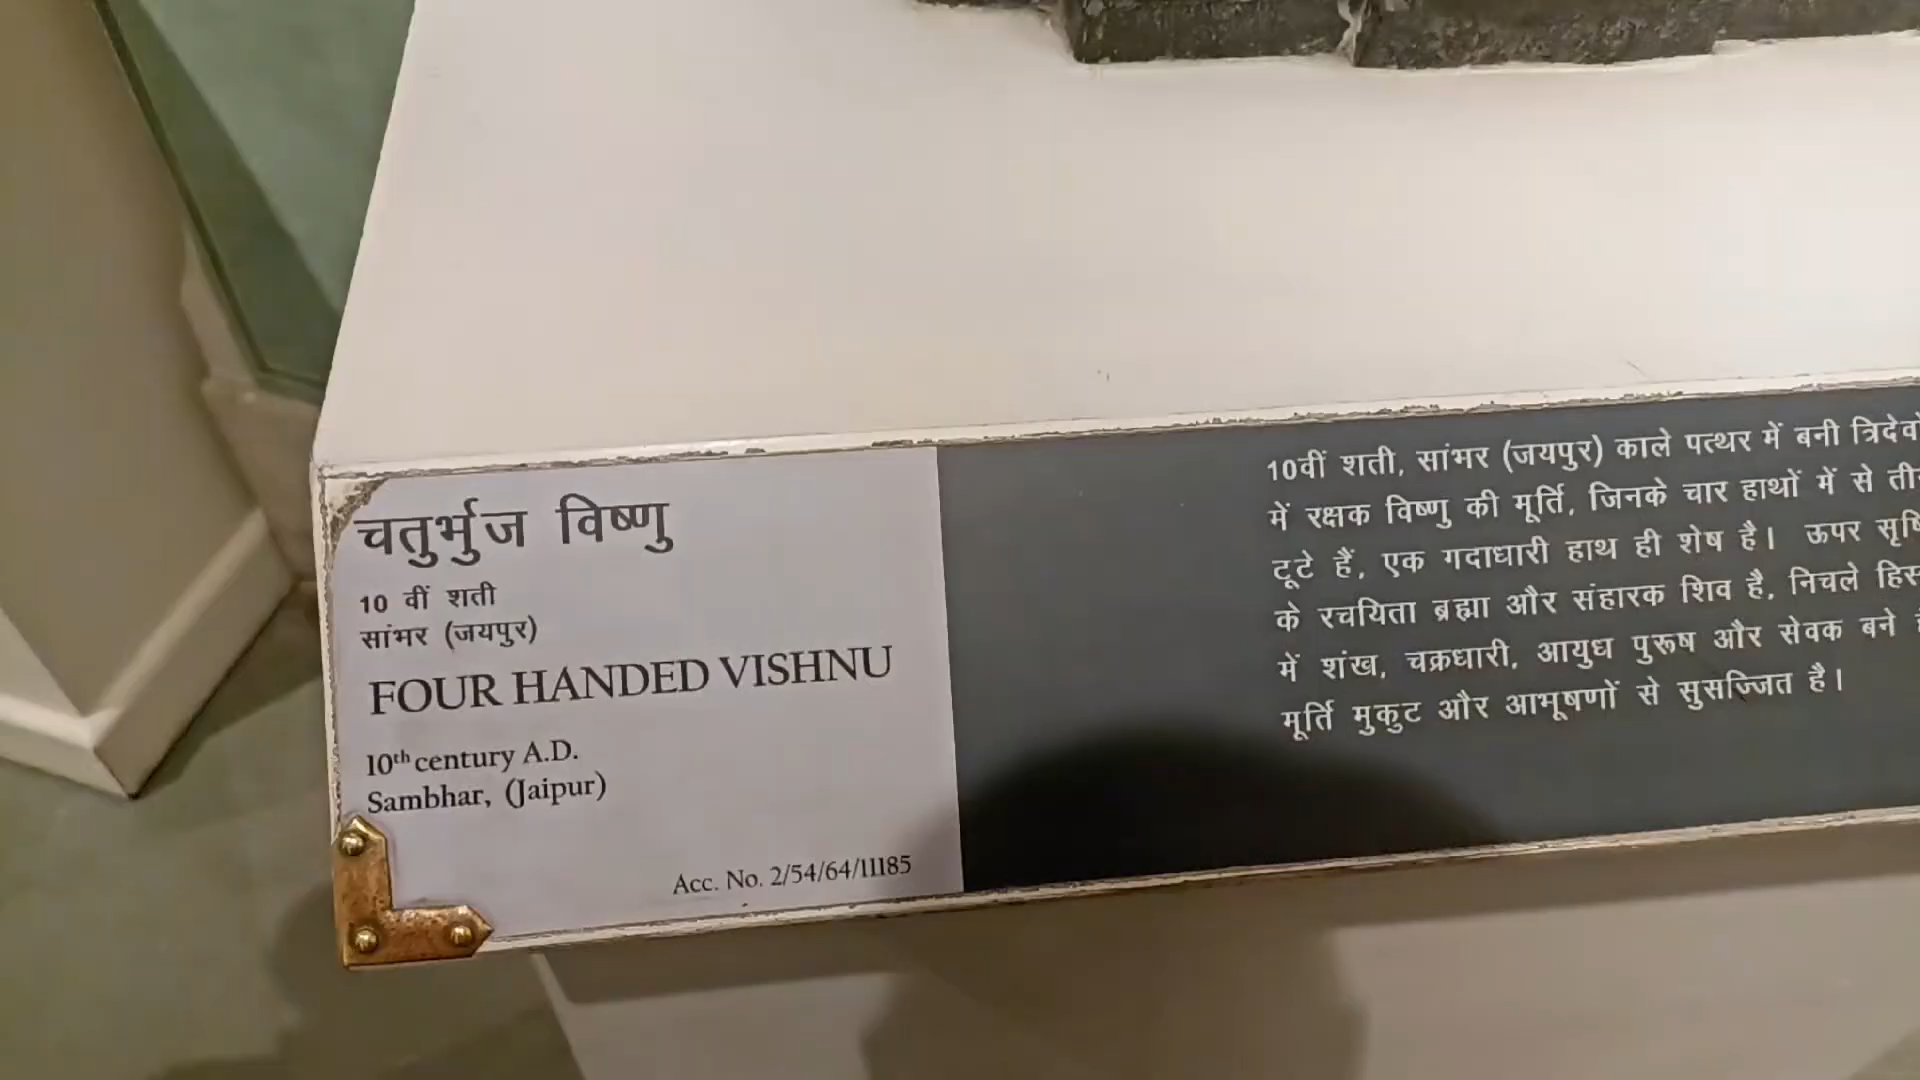 चतुर्भुज विष्णु
10 वीं शती
सांभर (जयपुर)
FOUR HANDED VISHNU
10th century A.D.
Sambhar, (Jaipur)
Acc. No. 2/54/64/11185
10वीं शती, सांभर (जयपुर) काले पत्थर में बनी
में रक्षक विष्णु की मूर्ति, जिनके चार हाथों में से
टूटे हैं, एक गदाधारी हाथ ही शेष है। ऊपर
के रचयिता ब्रह्मा और संहारक शिव है, निचले
में शंख, चक्रधारी, आयुध पुरूष और सेवक बने
मूर्ति मुकुट और आभूषणों से सुसज्जित है।